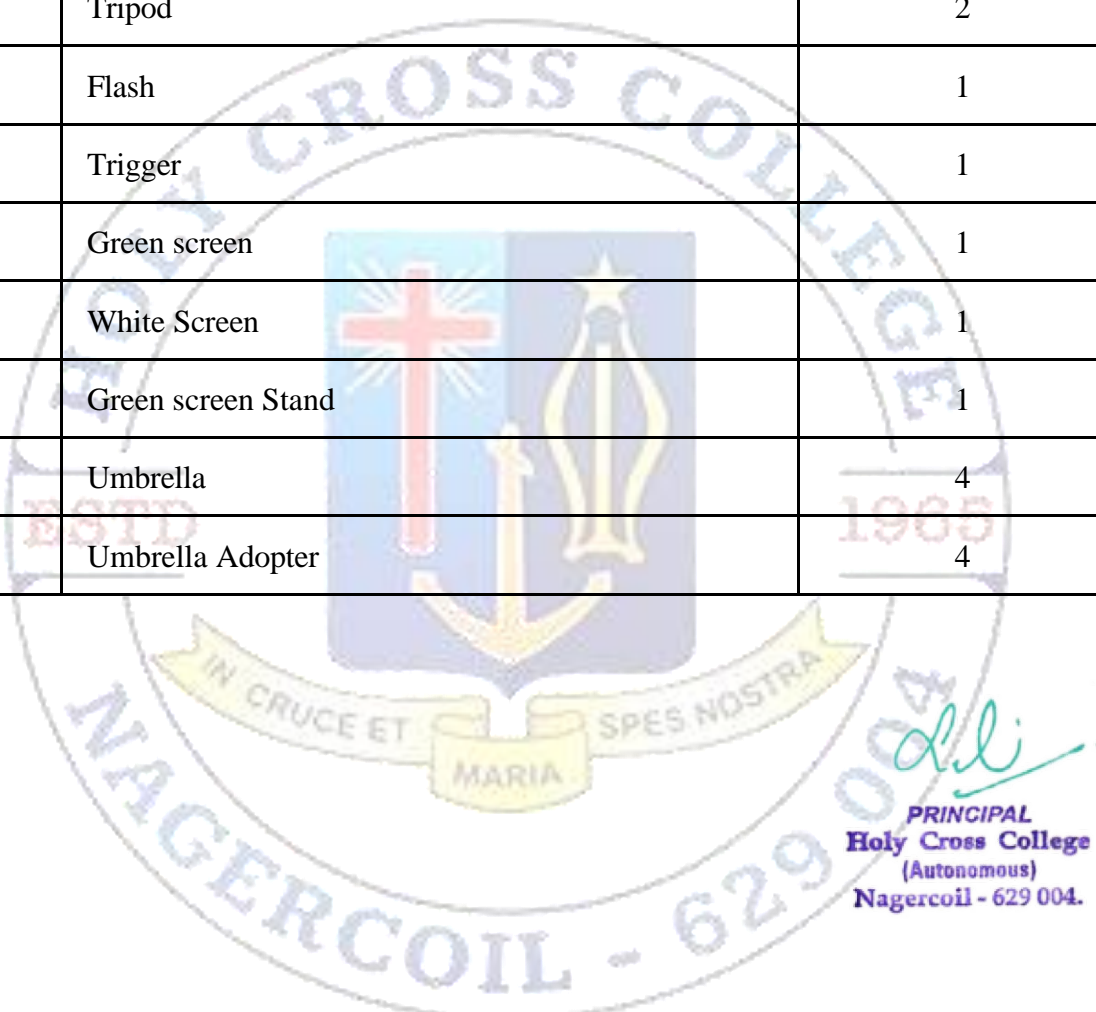 Tripod 2
Flash 1
Trigger 1
Green screen 1
White Screen 1
Green screen Stand 1
Umbrella 4
Umbrella Adopter 4
HOLY CROSS COLLEGE
ESTD 1965
IN CRUCE ET MARIA SPES NOSTRA
NAGERCOIL - 629 004
PRINCIPAL
Holy Cross College
(Autonomous)
Nagercoil - 629 004.